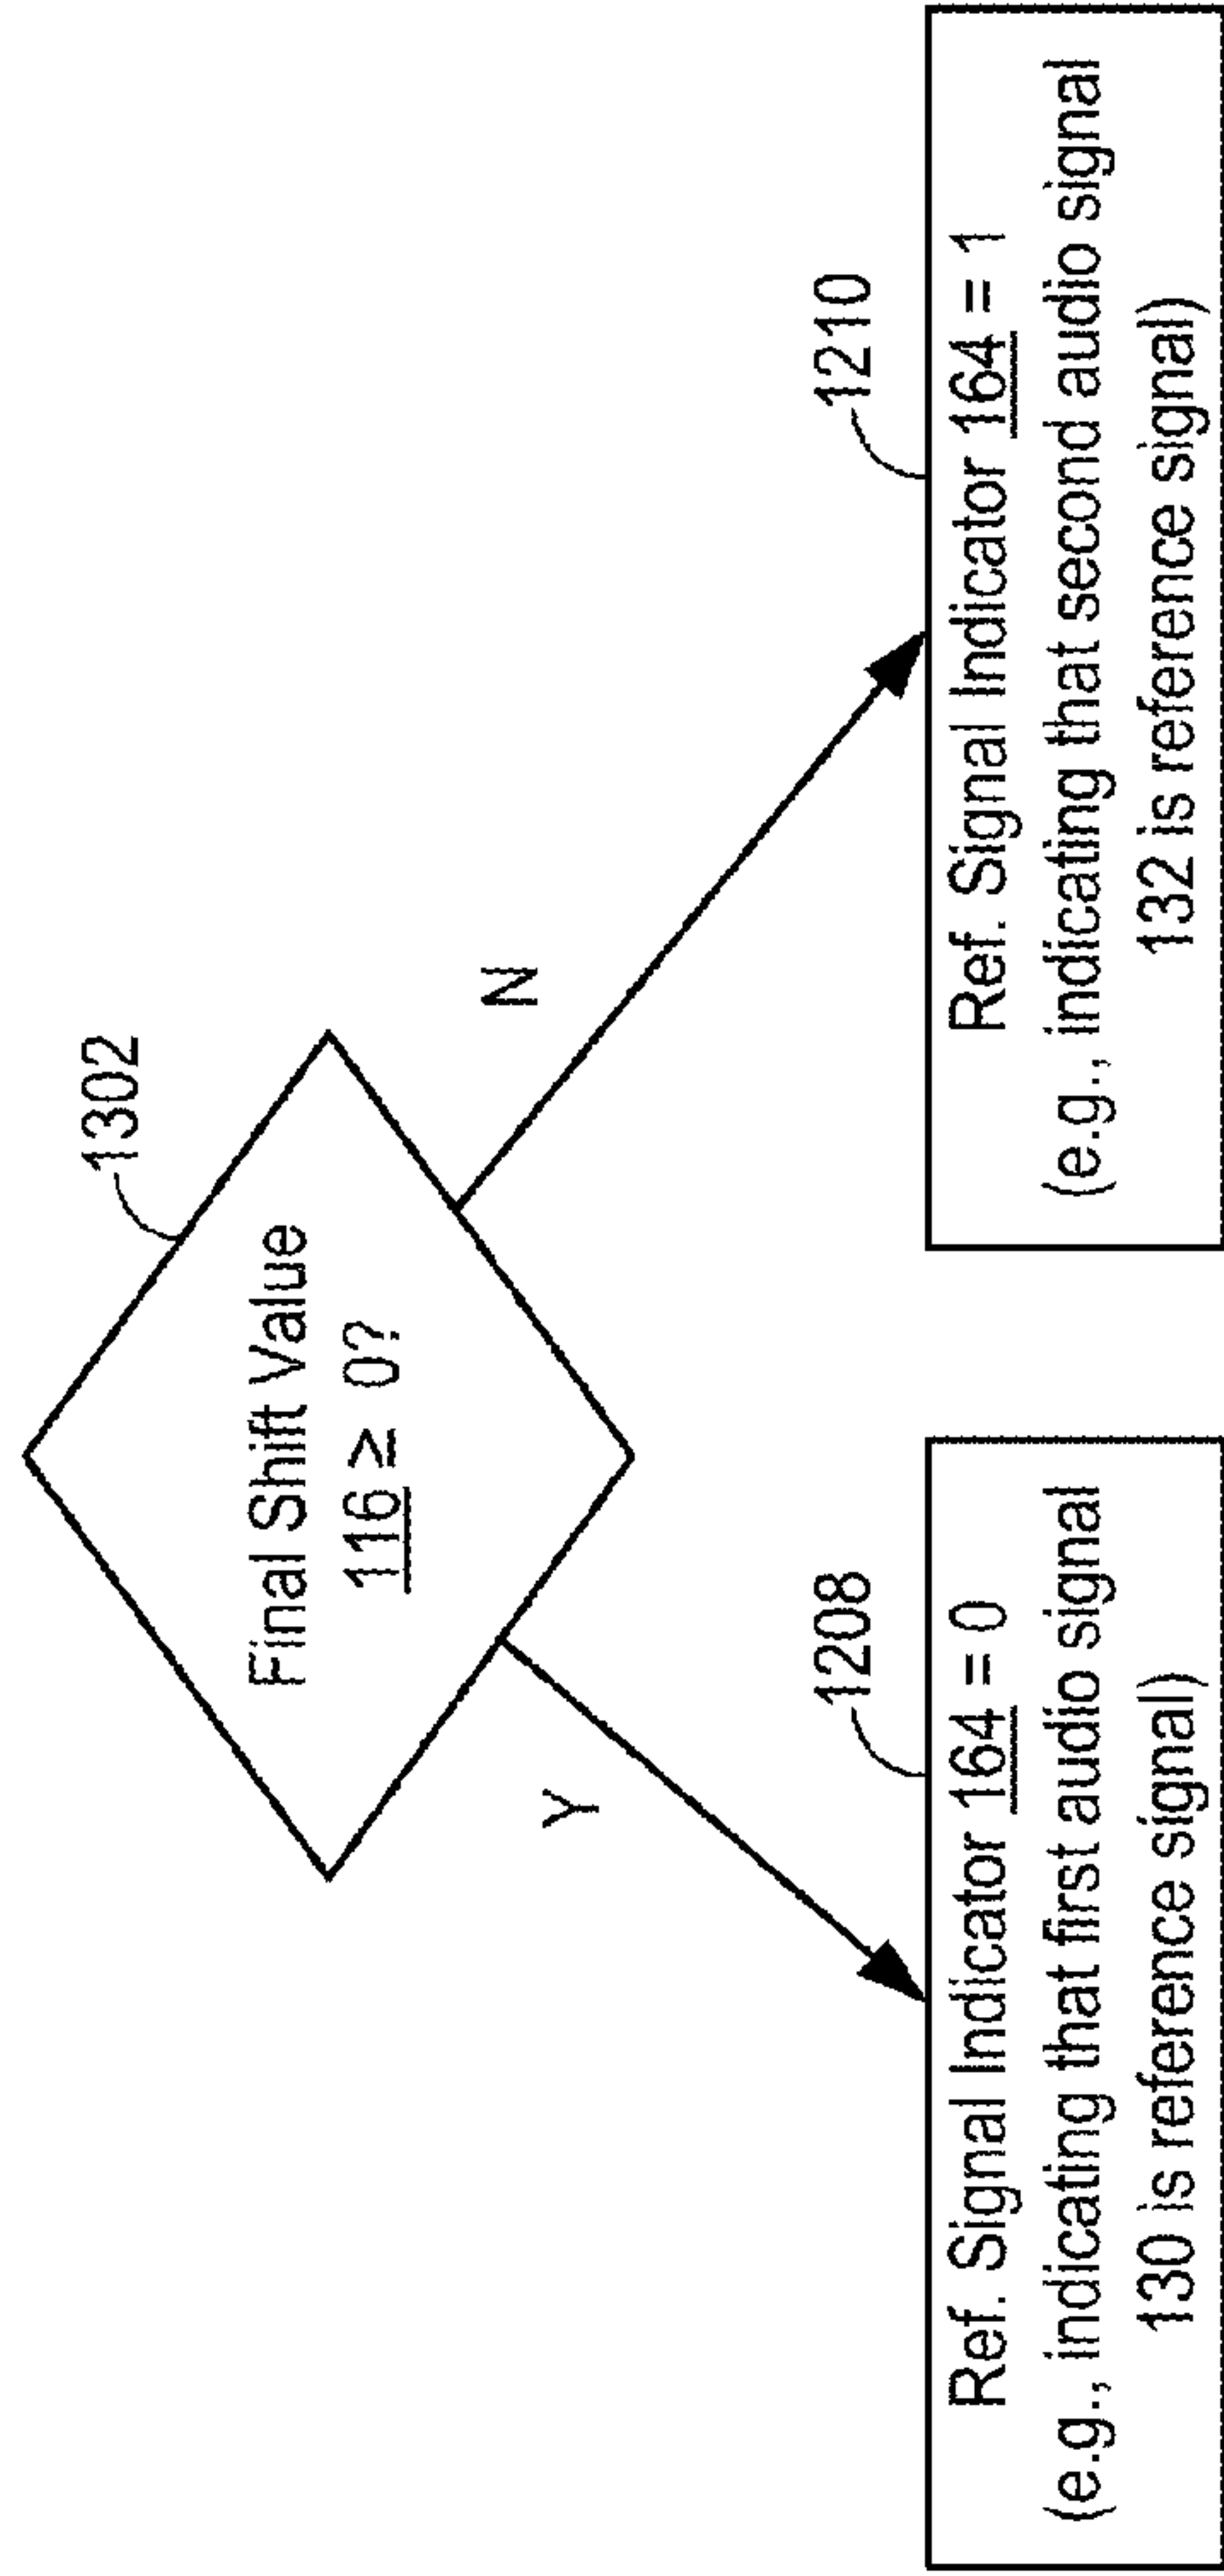 1302
Final Shift Value
116 ≥ 0?
Y
N
1208
Ref. Signal Indicator 164 = 0
(e.g., indicating that first audio signal
130 is reference signal)
1210
Ref. Signal Indicator 164 = 1
(e.g., indicating that second audio signal
132 is reference signal)